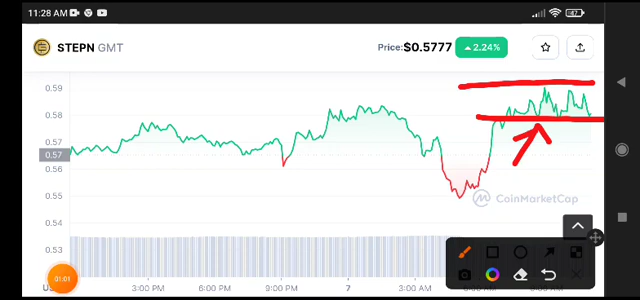 11:28 AM
47
STEPN GMT
Price: $0.5777 2.24%
0.59
0.58
0.57
0.56
0.55
0.54
0.53
CoinMarketCap
3:00 PM 6:00 PM 9:00 PM 7 3:00 AM
01:01